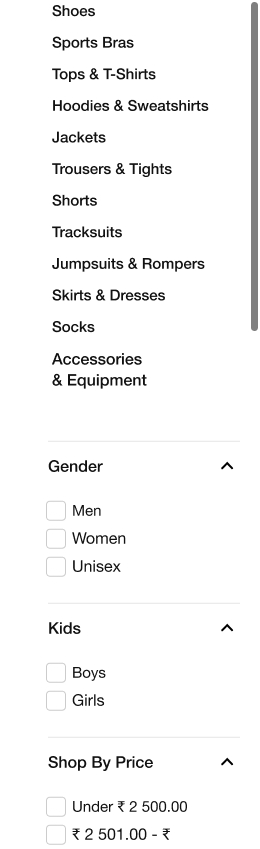 Shoes
Sports Bras
Tops & T-Shirts
Hoodies & Sweatshirts
Jackets
Trousers & Tights
Shorts
Tracksuits
Jumpsuits & Rompers
Skirts & Dresses
Socks
Accessories
& Equipment
Gender
Men
Women
Unisex
Kids
Boys
Girls
Shop By Price
Under ₹ 2 500.00
₹ 2 501.00 - ₹